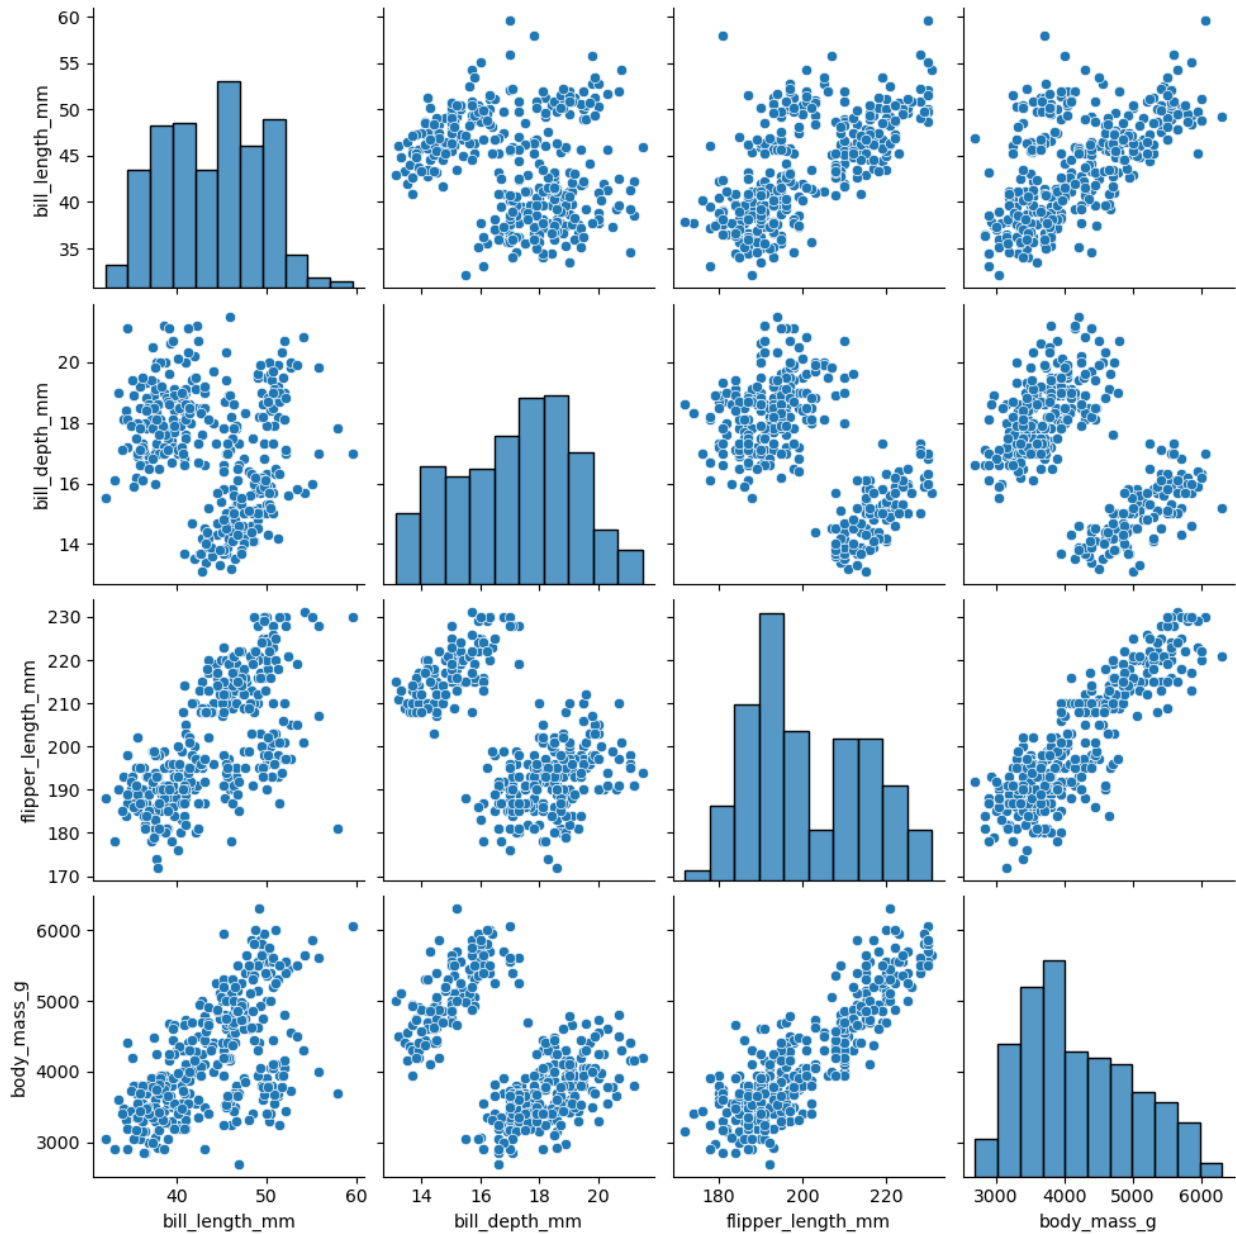 60
55
50
45
40
35
bill_length_mm
20
18
16
14
bill_depth_mm
230
220
210
200
190
180
170
flipper_length_mm
6000
5000
4000
3000
body_mass_g
40 50 60
bill_length_mm
14 16 18 20
bill_depth_mm
180 200 220
flipper_length_mm
3000 4000 5000 6000
body_mass_g